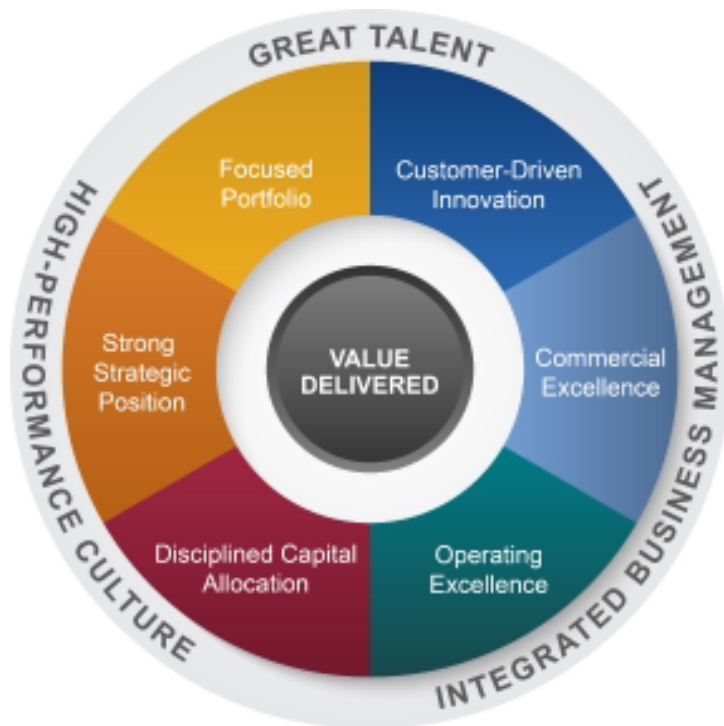 GREAT TALENT
Focused
Portfolio
Customer-Driven
Innovation
Strong
Strategic
Position
VALUE
DELIVERED
Commercial
Excellence
Disciplined Capital
Allocation
Operating
Excellence
HIGH-PERFORMANCE CULTURE
INTEGRATED BUSINESS MANAGEMENT